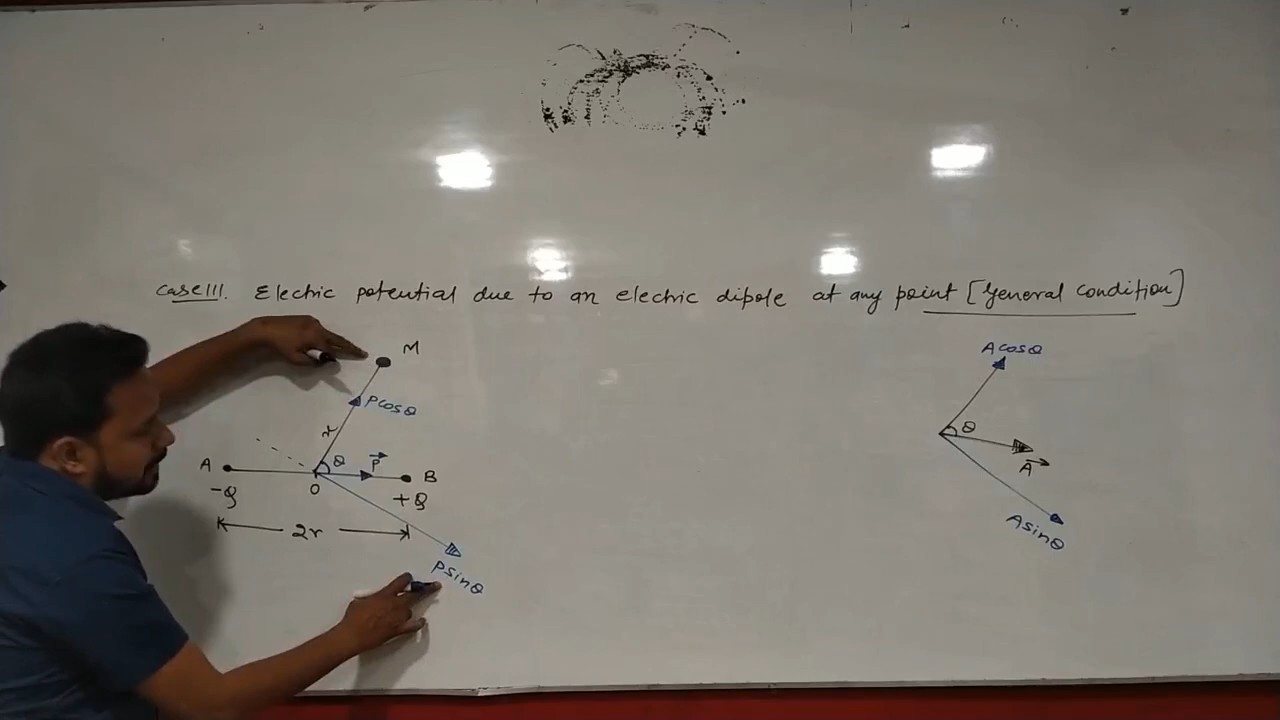 Case III. Electric potential due to an electric dipole at any point [General condition]
M
Pcosθ
r
θ
P⃗
A
B
O
-Q
+Q
2r
Psinθ
Acosθ
θ
A⃗
Asinθ